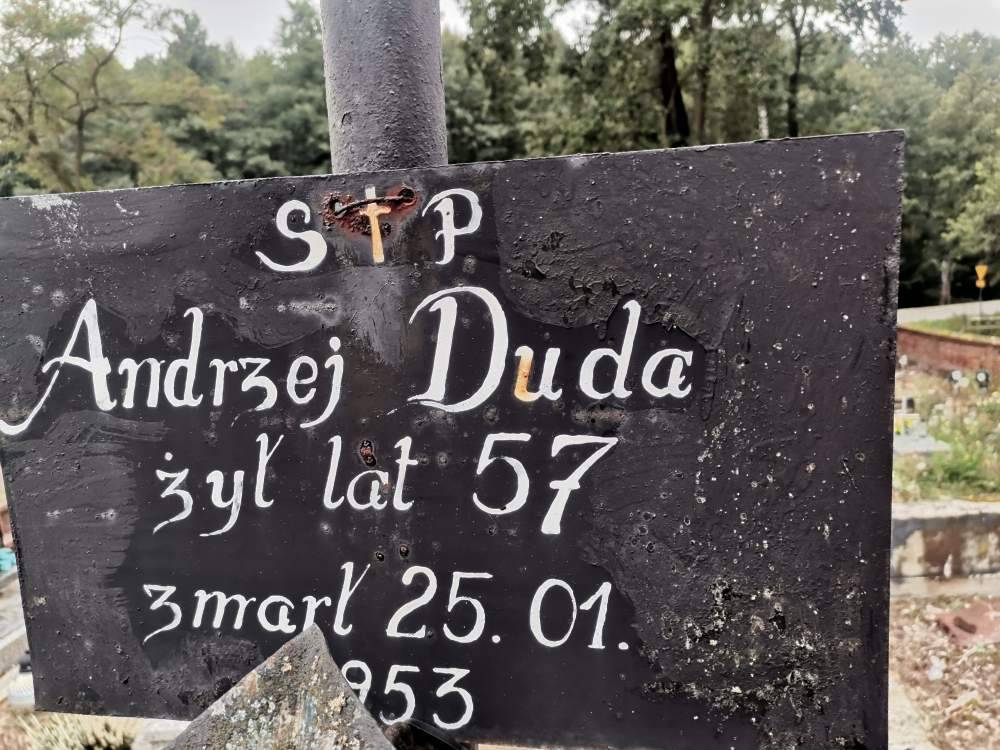 S†P
Andrzej Duda
żył lat 57
zmarł 25.01.
953